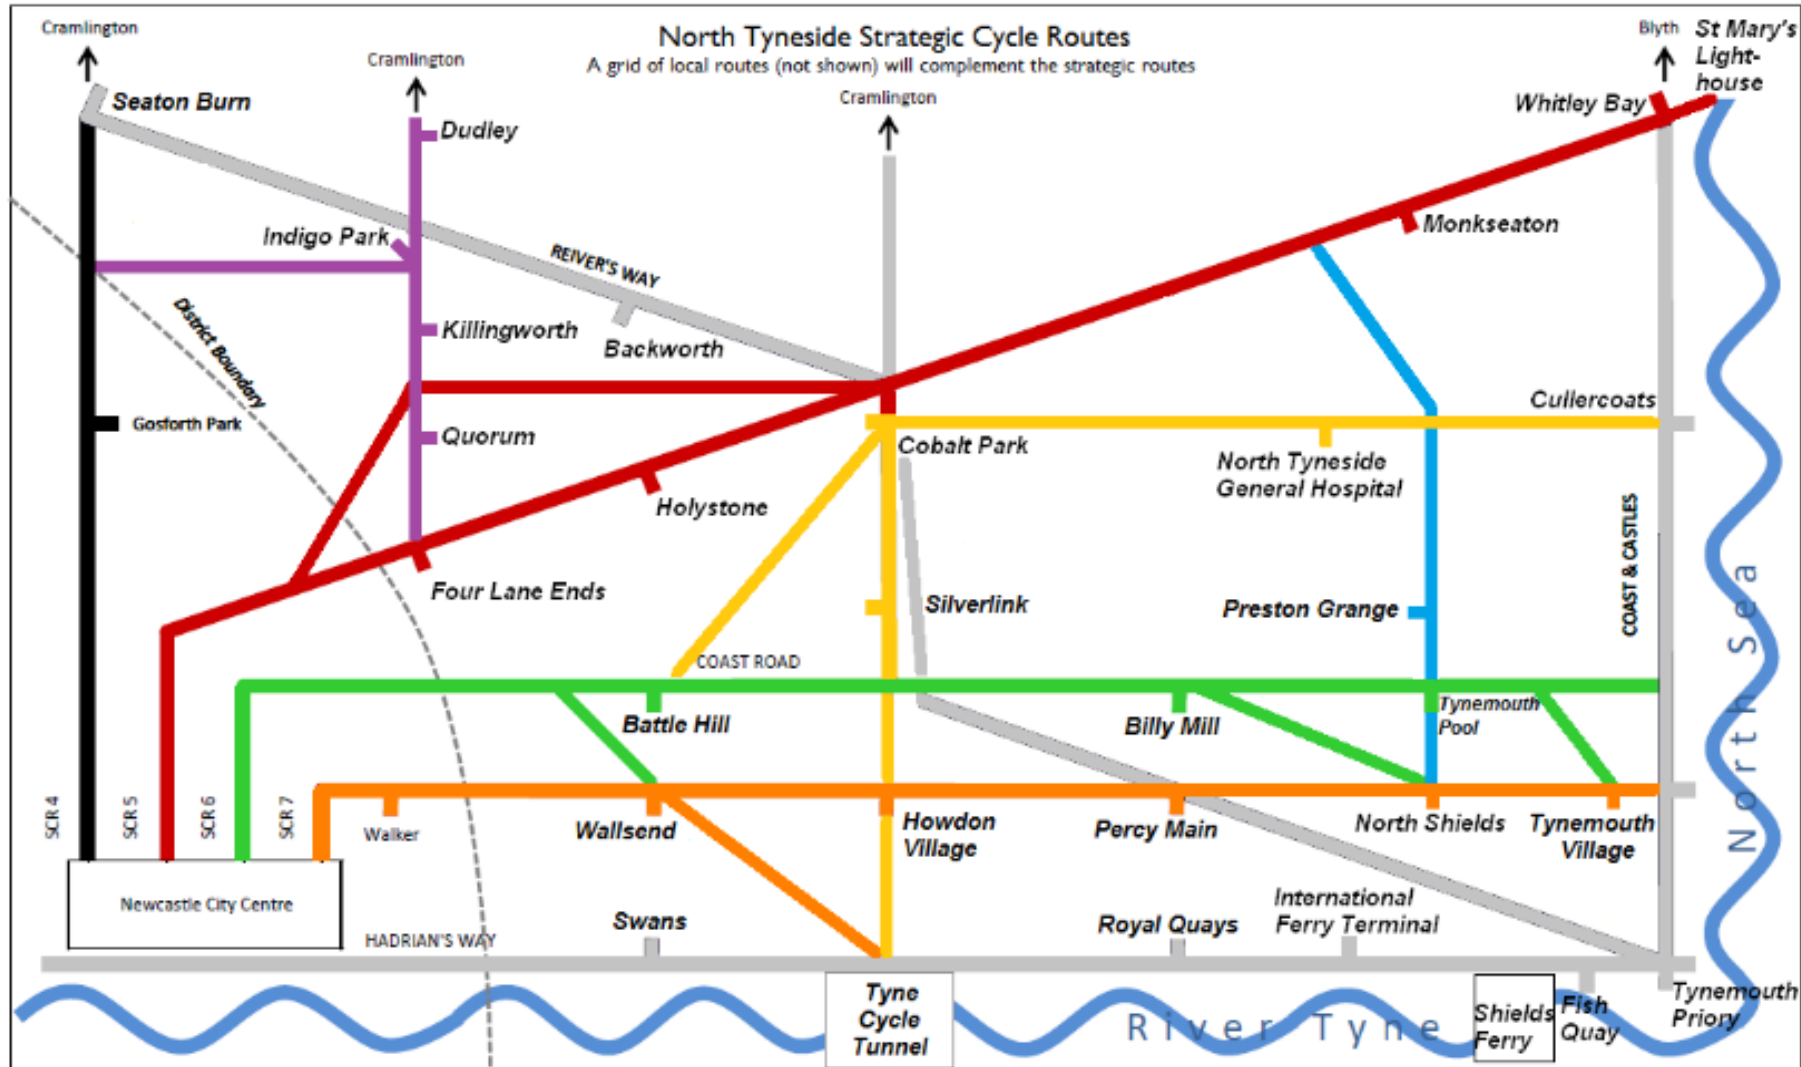 North Tyneside Strategic Cycle Routes
A grid of local routes (not shown) will complement the strategic routes
Cramlington
Cramlington
Cramlington
Blyth
St Mary's
Light-
house
Seaton Burn
Dudley
Whitley Bay
Indigo Park
REIVER'S WAY
Monkseaton
District Boundary
Killingworth
Backworth
Cullercoats
Gosforth Park
Quorum
Cobalt Park
North Tyneside
General Hospital
Holystone
COAST & CASTLES
Four Lane Ends
Silverlink
Preston Grange
North Sea
COAST ROAD
Battle Hill
Billy Mill
Tynemouth
Pool
SCR 4
SCR 5
SCR 6
SCR 7
Walker
Wallsend
Howdon
Village
Percy Main
North Shields
Tynemouth
Village
Newcastle City Centre
HADRIAN'S WAY
Swans
Royal Quays
International
Ferry Terminal
Tyne
Cycle
Tunnel
River Tyne
Shields
Ferry
Fish
Quay
Tynemouth
Priory